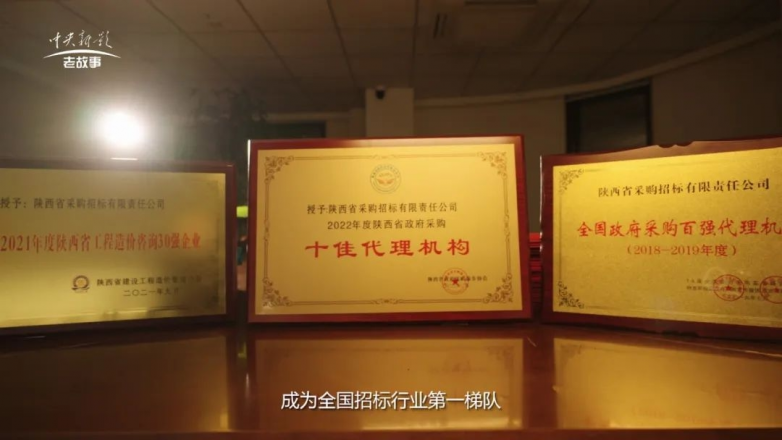 中央新影
老故事
授予：陕西省采购招标有限责任公司
2021年度陕西省工程造价咨询30强企业
陕西省建设工程造价
二〇二一年九月
授予:陕西省采购招标有限责任公司
2022年度陕西省政府采购
十佳代理机构
陕西省采购招标有限责任公司
全国政府采购百强代理机
(2018-2019年度)
成为全国招标行业第一梯队